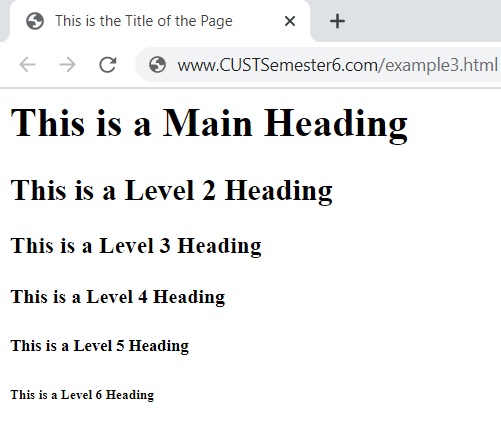 This is the Title of the Page
www.CUSTSemester6.com/example3.html
This is a Main Heading
This is a Level 2 Heading
This is a Level 3 Heading
This is a Level 4 Heading
This is a Level 5 Heading
This is a Level 6 Heading